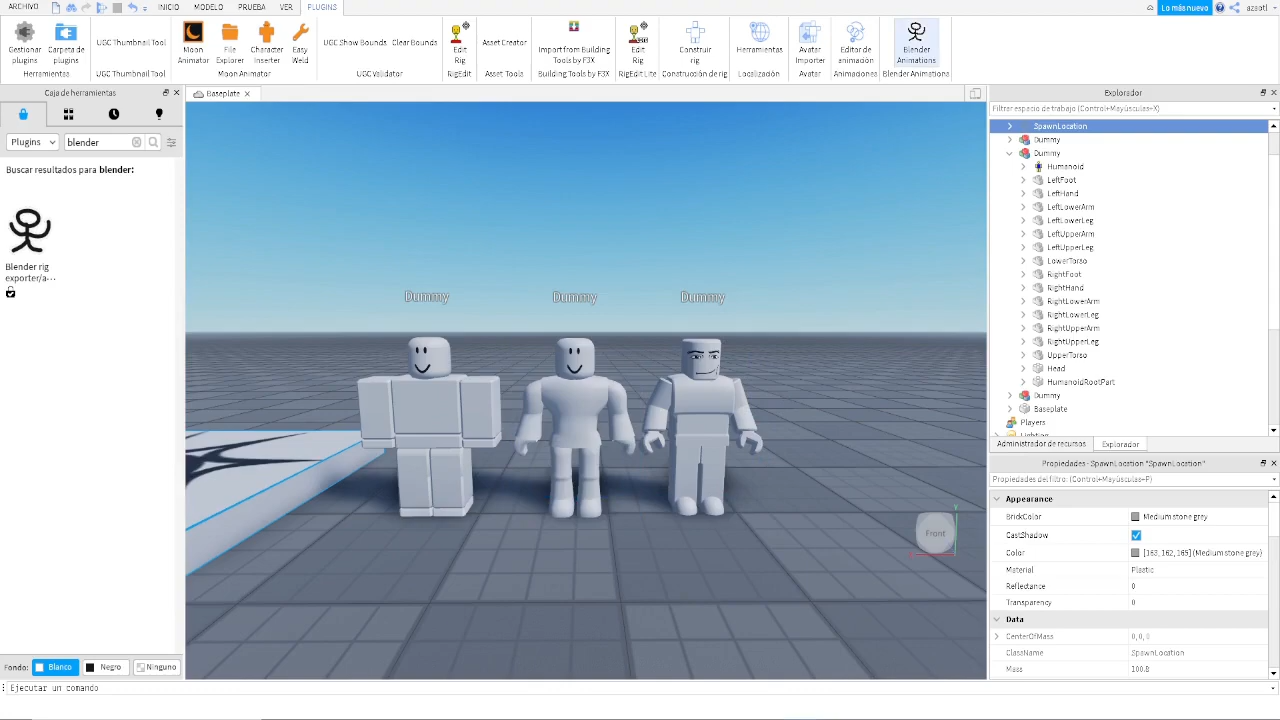 ARCHIVO INICIO MODELO PRUEBA VER PLUGINS Lo más nuevo
Gestionar plugins
Carpeta de plugins
Herramientas
UGC Thumbnail Tool
UGC Thumbnail Tool
Moon Animator
File Explorer
Character Inserter
Easy Weld
Moon Animator
UGC Show Bounds
Clear Bounds
UGC Validator
Edit Rig
RigEdit
Asset Creator
Asset Tools
Import from Building Tools by F3X
Building Tools by F3X
Edit Rig
RigEdit Lite
Construir rig
Construcción de rig
Herramientas
Localización
Avatar Importer
Avatar
Editor de animación
Animaciones
Blender Animations
Blender Animations
Caja de herramientas
Plugins
blender
Buscar resultados para blender:
Blender rig
exporter/a...
Fondo: Blanco Negro Ninguno
Ejecutar un comando
Baseplate
Dummy Dummy Dummy
Front
Y
Explorador
Filtrar espacio de trabajo (Control+Mayúsculas+X)
SpawnLocation
Dummy
Dummy
Humanoid
LeftFoot
LeftHand
LeftLowerArm
LeftLowerLeg
LeftUpperArm
LeftUpperLeg
LowerTorso
RightFoot
RightHand
RightLowerArm
RightLowerLeg
RightUpperArm
RightUpperLeg
UpperTorso
Head
HumanoidRootPart
Dummy
Baseplate
Players
Lighting
Administrador de recursos Explorador
Propiedades - SpawnLocation "SpawnLocation"
Propiedades del filtro: (Control+Mayúsculas+P)
Appearance
BrickColor Medium stone grey
CastShadow
Color [163, 162, 165] (Medium stone grey)
Material Plastic
Reflectance 0
Transparency 0
Data
CenterOfMass 0, 0, 0
ClassName SpawnLocation
Mass 100.8